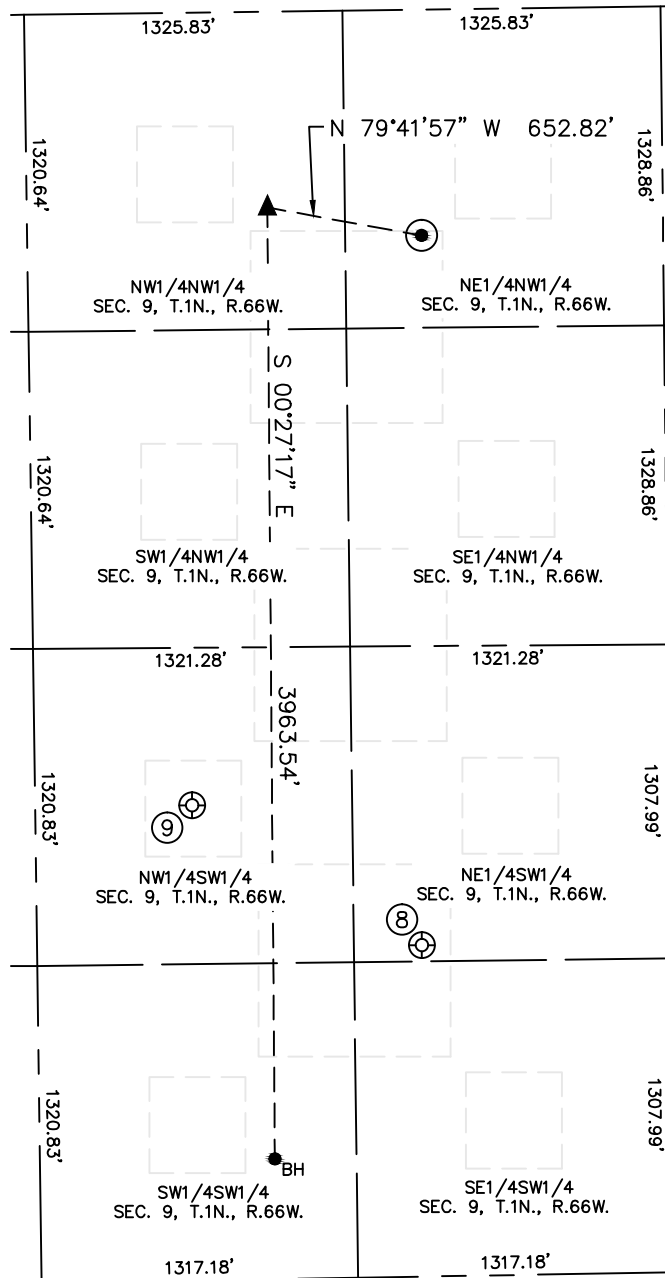 1325.83'
1325.83'
N 79°41'57" W 652.82'
1320.64'
1328.86'
NW1/4NW1/4
SEC. 9, T.1N., R.66W.
NE1/4NW1/4
SEC. 9, T.1N., R.66W.
S 00°27'17" E
1320.64'
1328.86'
SW1/4NW1/4
SEC. 9, T.1N., R.66W.
SE1/4NW1/4
SEC. 9, T.1N., R.66W.
1321.28'
1321.28'
3963.54'
1320.83'
1307.99'
9
NW1/4SW1/4
SEC. 9, T.1N., R.66W.
NE1/4SW1/4
SEC. 9, T.1N., R.66W.
8
1320.83'
1307.99'
BH
SW1/4SW1/4
SEC. 9, T.1N., R.66W.
SE1/4SW1/4
SEC. 9, T.1N., R.66W.
1317.18'
1317.18'